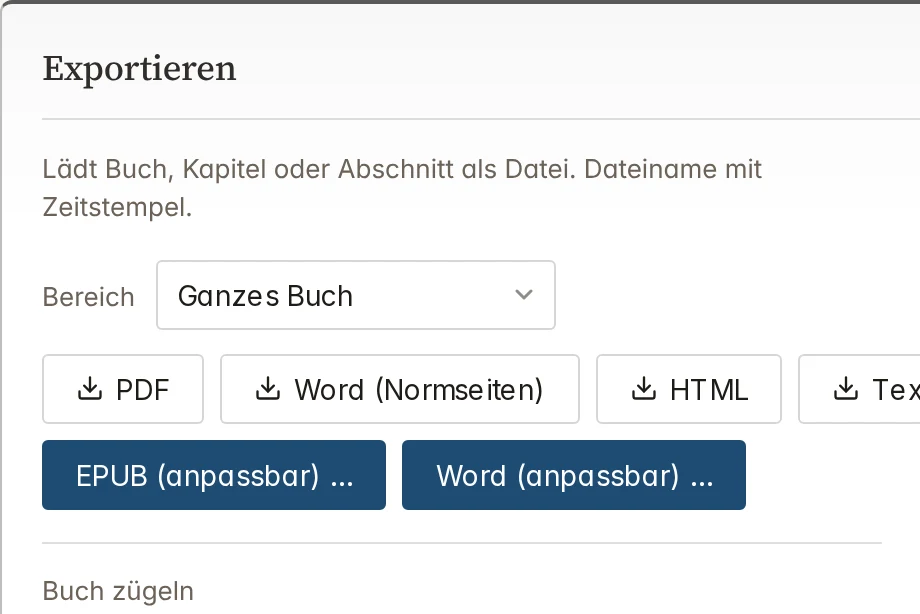 Exportieren
Lädt Buch, Kapitel oder Abschnitt als Datei. Dateiname mit
Zeitstempel.
Bereich Ganzes Buch
PDF Word (Normseiten) HTML
EPUB (anpassbar) ... Word (anpassbar) ...
Buch zügeln